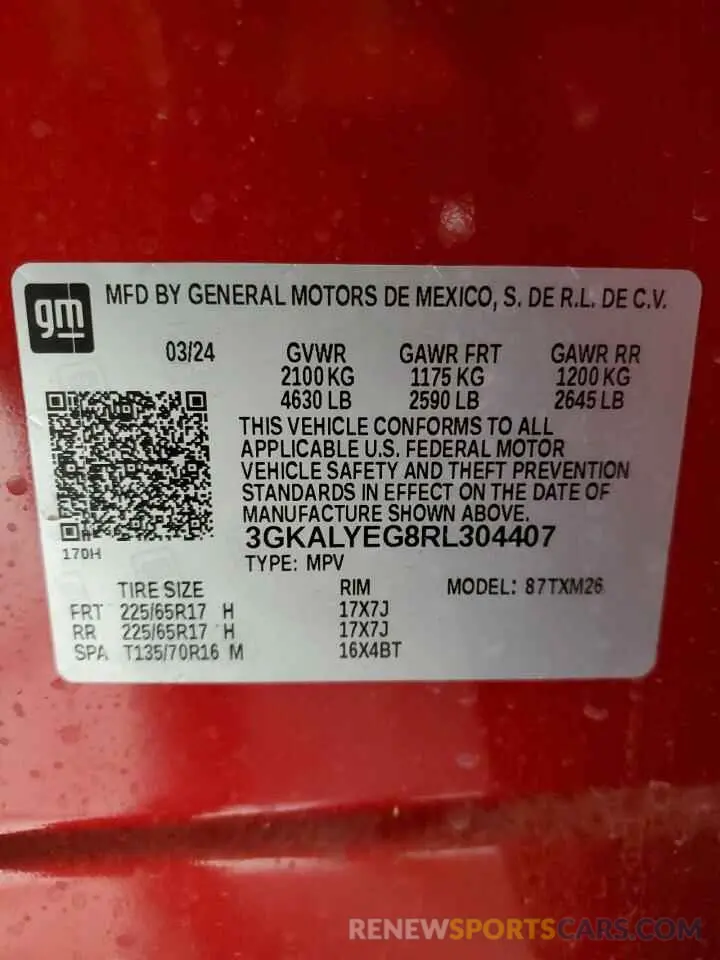 gm
MFD BY GENERAL MOTORS DE MEXICO, S. DE R.L. DE C.V.
03/24 GVWR GAWR FRT GAWR RR
2100 KG 1175 KG 1200 KG
4630 LB 2590 LB 2645 LB
THIS VEHICLE CONFORMS TO ALL
APPLICABLE U.S. FEDERAL MOTOR
VEHICLE SAFETY AND THEFT PREVENTION
STANDARDS IN EFFECT ON THE DATE OF
MANUFACTURE SHOWN ABOVE.
170H
3GKALYEG8RL304407
TYPE: MPV
TIRE SIZE RIM MODEL: 87TXM26
FRT 225/65R17 H 17X7J
RR 225/65R17 H 17X7J
SPA T135/70R16 M 16X4BT
RENEWSPORTSCARS.COM